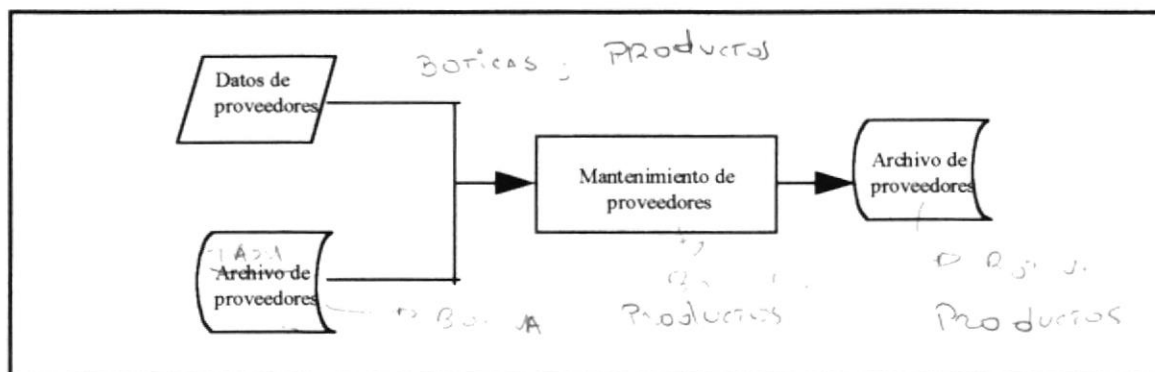 BOTICAS ; PRODUCTOS
Datos de
proveedores
Mantenimiento de
proveedores
Archivo de
proveedores
Archivo de
proveedores
PRODUCTOS
PRODUCTOS